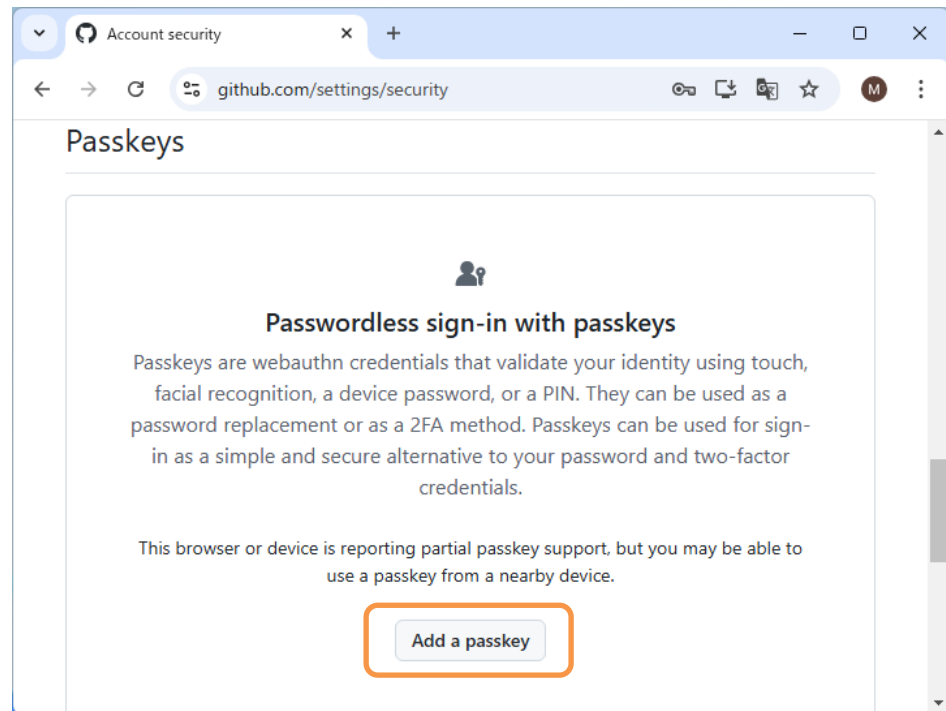 Account security
github.com/settings/security
M
Passkeys
Passwordless sign-in with passkeys
Passkeys are webauthn credentials that validate your identity using touch,
facial recognition, a device password, or a PIN. They can be used as a
password replacement or as a 2FA method. Passkeys can be used for sign-
in as a simple and secure alternative to your password and two-factor
credentials.
This browser or device is reporting partial passkey support, but you may be able to
use a passkey from a nearby device.
Add a passkey